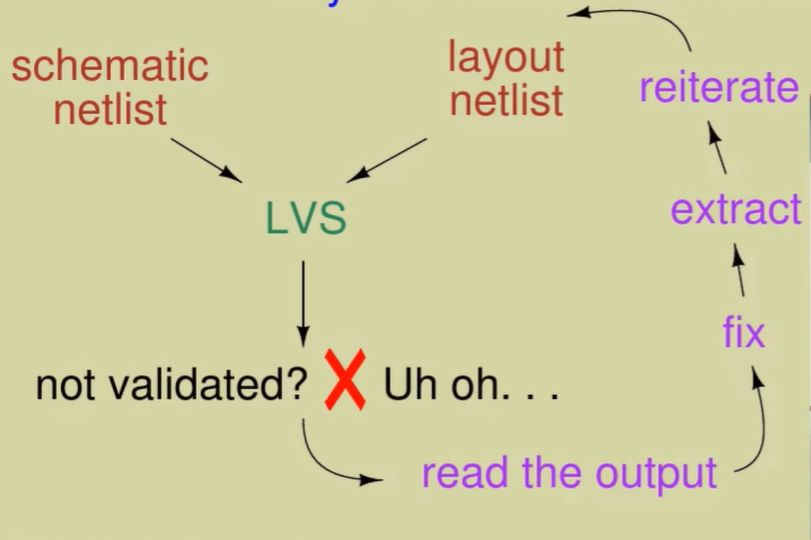 schematic
netlist
layout
netlist
reiterate
LVS
extract
fix
not validated? X Uh oh. . .
read the output